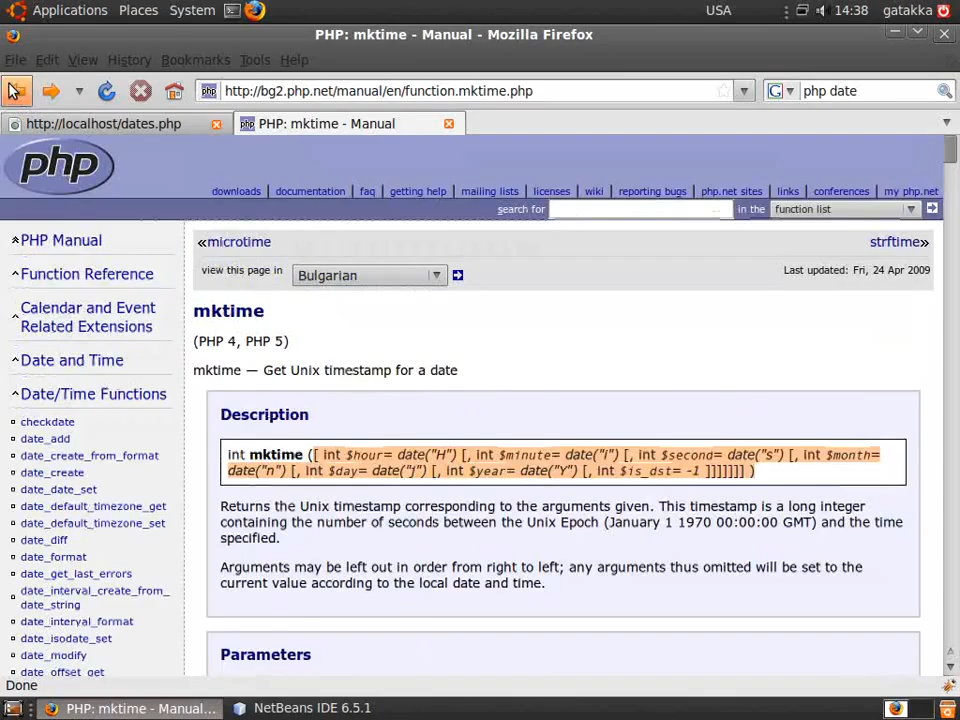 Applications Places System USA 14:38 gatakka
PHP: mktime - Manual - Mozilla Firefox
File Edit View History Bookmarks Tools Help
php http://bg2.php.net/manual/en/function.mktime.php G php date
http://localhost/dates.php php PHP: mktime - Manual
php
downloads | documentation | faq | getting help | mailing lists | licenses | wiki | reporting bugs | php.net sites | links | conferences | my php.net
search for ... in the function list
PHP Manual
Function Reference
Calendar and Event
Related Extensions
Date and Time
Date/Time Functions
checkdate
date_add
date_create_from_format
date_create
date_date_set
date_default_timezone_get
date_default_timezone_set
date_diff
date_format
date_get_last_errors
date_interval_create_from_
date_string
date_interval_format
date_isodate_set
date_modify
date_offset_get
«microtime strftime»
view this page in Bulgarian Last updated: Fri, 24 Apr 2009
mktime
(PHP 4, PHP 5)
mktime — Get Unix timestamp for a date
Description
int mktime ([ int $hour= date("H") [, int $minute= date("i") [, int $second= date("s") [, int $month=
date("n") [, int $day= date("j") [, int $year= date("Y") [, int $is_dst= -1 ]]]]]]] )
Returns the Unix timestamp corresponding to the arguments given. This timestamp is a long integer
containing the number of seconds between the Unix Epoch (January 1 1970 00:00:00 GMT) and the time
specified.
Arguments may be left out in order from right to left; any arguments thus omitted will be set to the
current value according to the local date and time.
Parameters
Done
PHP: mktime - Manual... NetBeans IDE 6.5.1